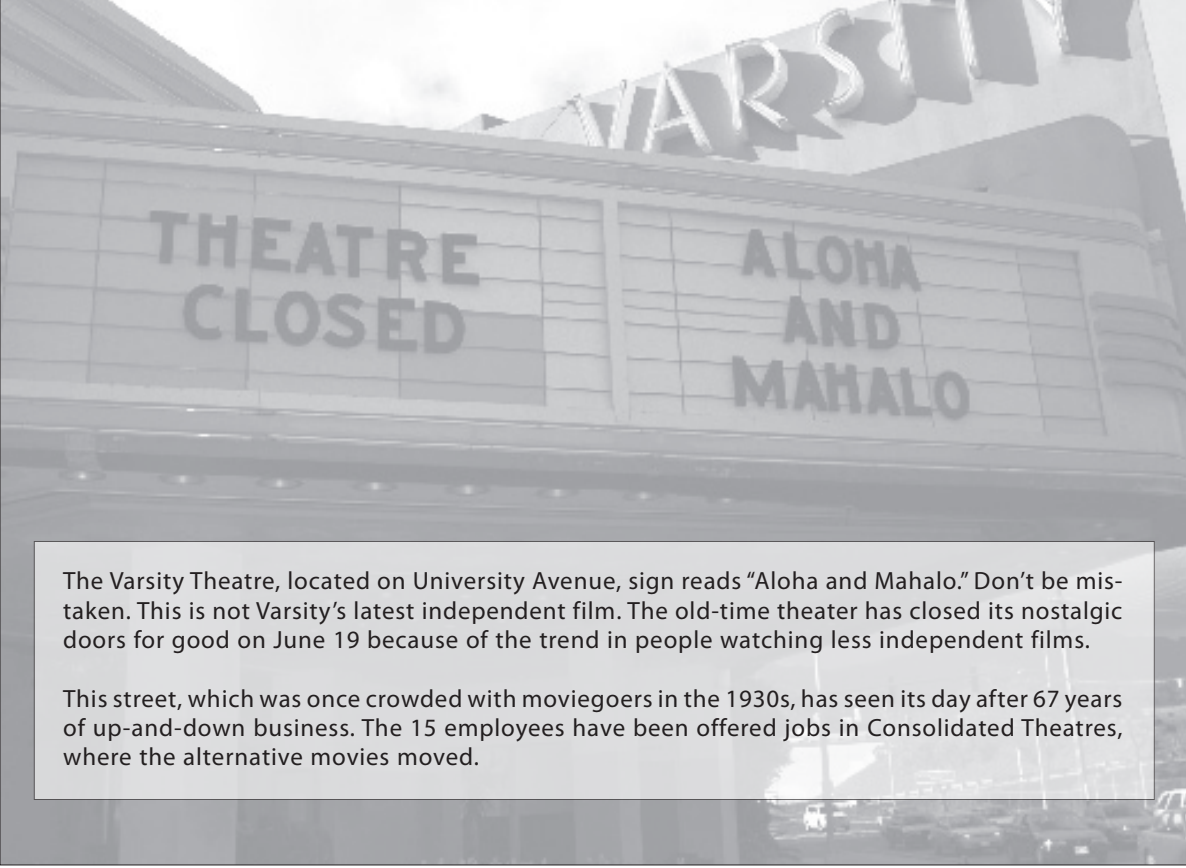 VARSITY
THEATRE
CLOSED
ALOHA
AND
MAHALO
The Varsity Theatre, located on University Avenue, sign reads “Aloha and Mahalo.” Don’t be mis-
taken. This is not Varsity’s latest independent film. The old-time theater has closed its nostalgic
doors for good on June 19 because of the trend in people watching less independent films.
This street, which was once crowded with moviegoers in the 1930s, has seen its day after 67 years
of up-and-down business. The 15 employees have been offered jobs in Consolidated Theatres,
where the alternative movies moved.